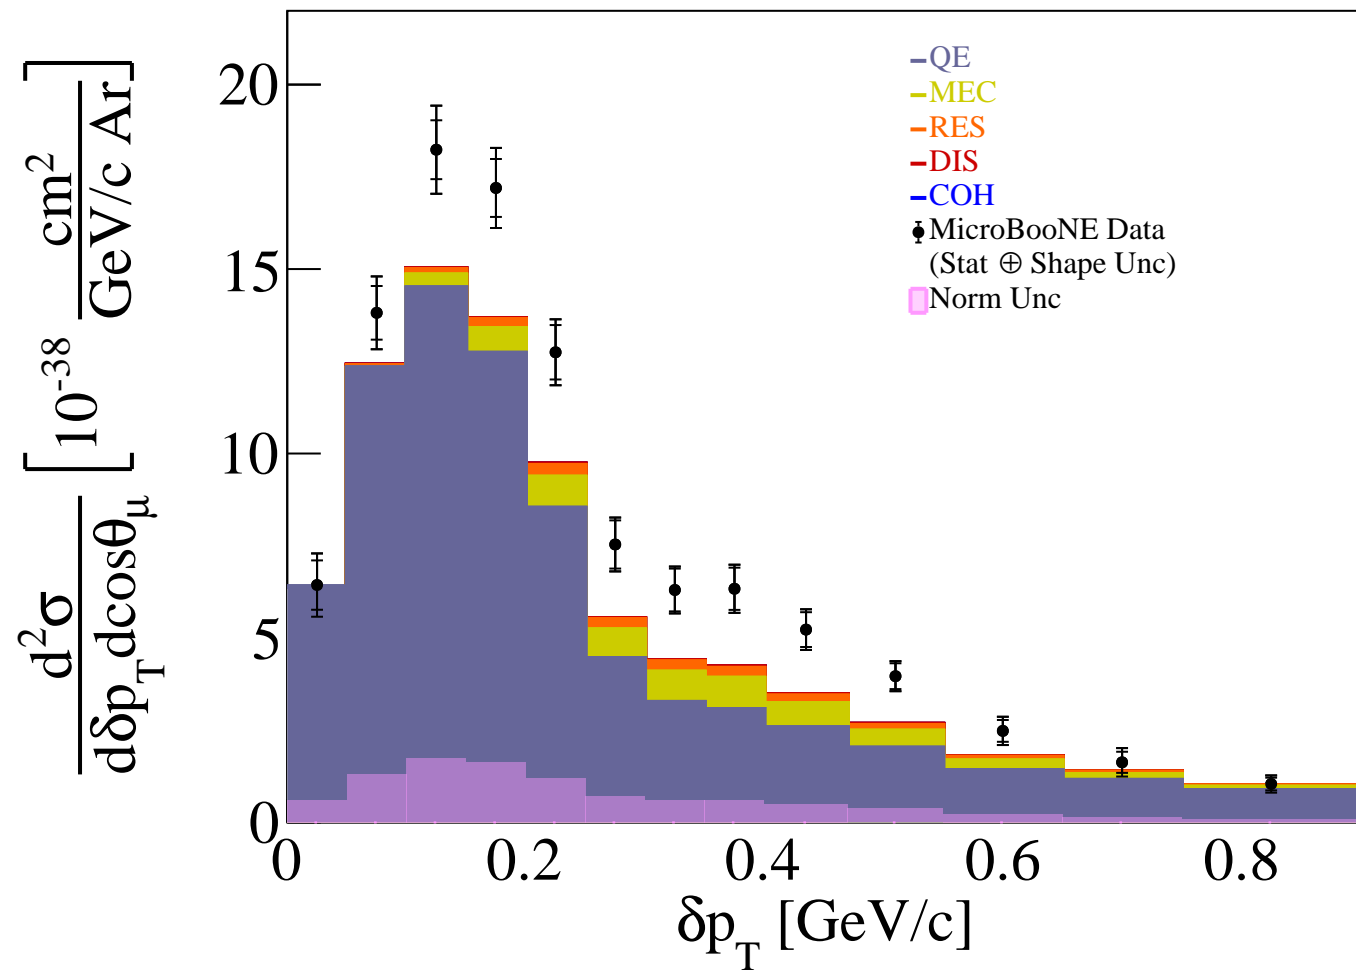 d²σ / dδp_T dcosθ_μ [10⁻³⁸ cm² / GeV/c Ar]
20
15
10
5
0
QE
MEC
RES
DIS
COH
MicroBooNE Data
(Stat ⊕ Shape Unc)
Norm Unc
0 0.2 0.4 0.6 0.8
δp_T [GeV/c]